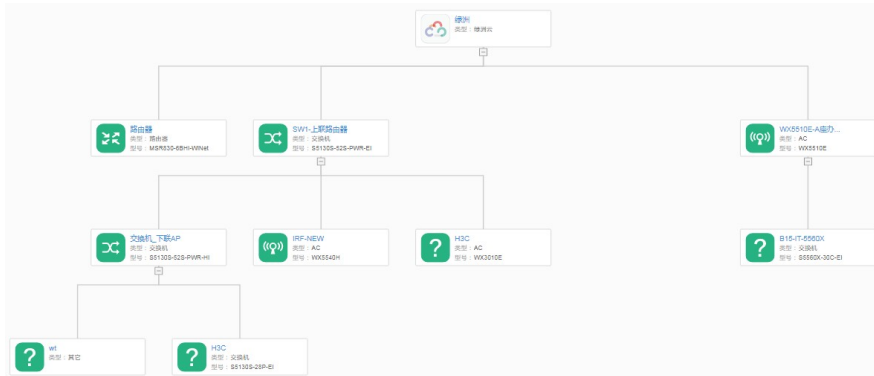 绿洲
类型：绿洲云
路由器
类型：路由器
型号：MSR830-6BHI-WiNet
SW1-上联路由器
类型：交换机
型号：S5130S-52S-PWR-EI
WX5510E-A座办...
类型：AC
型号：WX5510E
交换机_下联AP
类型：交换机
型号：S5130S-52S-PWR-HI
IRF-NEW
类型：AC
型号：WX5540H
H3C
类型：AC
型号：WX3010E
B15-IT-5560X
类型：交换机
型号：S5560X-30C-EI
wt
类型：其它
H3C
类型：交换机
型号：S5130S-28P-EI